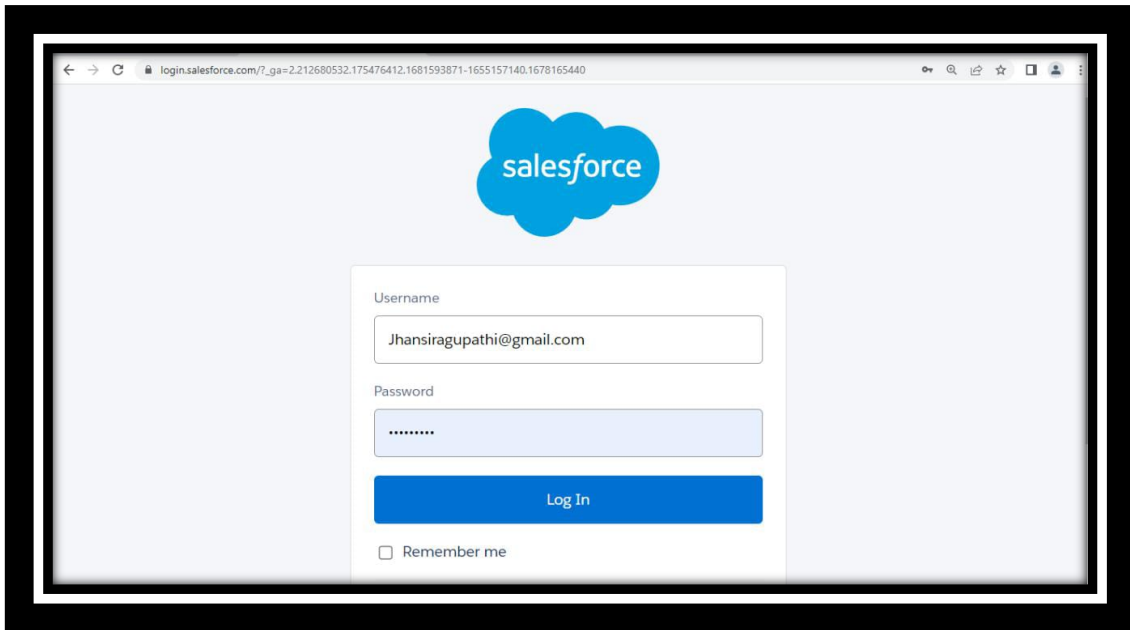 login.salesforce.com/?_ga=2.212680532.175476412.1681593871-1655157140.1678165440
salesforce
Username
Jhansiragupathi@gmail.com
Password
•••••••••
Log In
Remember me